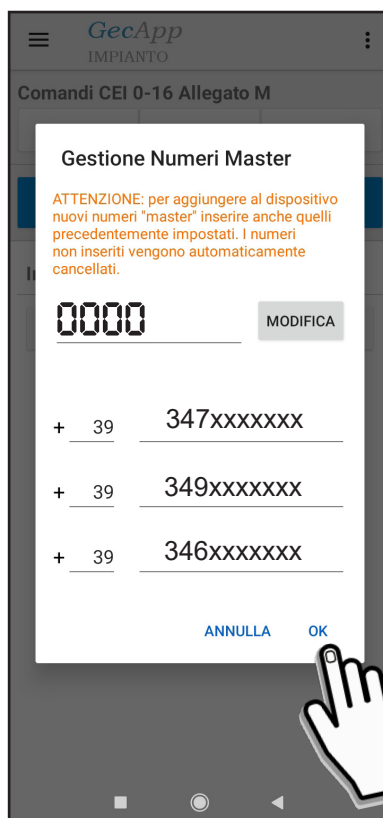 GecApp
IMPIANTO
Comandi CEI 0-16 Allegato M
Gestione Numeri Master
ATTENZIONE: per aggiungere al dispositivo
nuovi numeri "master" inserire anche quelli
precedentemente impostati. I numeri
non inseriti vengono automaticamente
cancellati.
0000 MODIFICA
+ 39 347xxxxxxx
+ 39 349xxxxxxx
+ 39 346xxxxxxx
ANNULLA OK